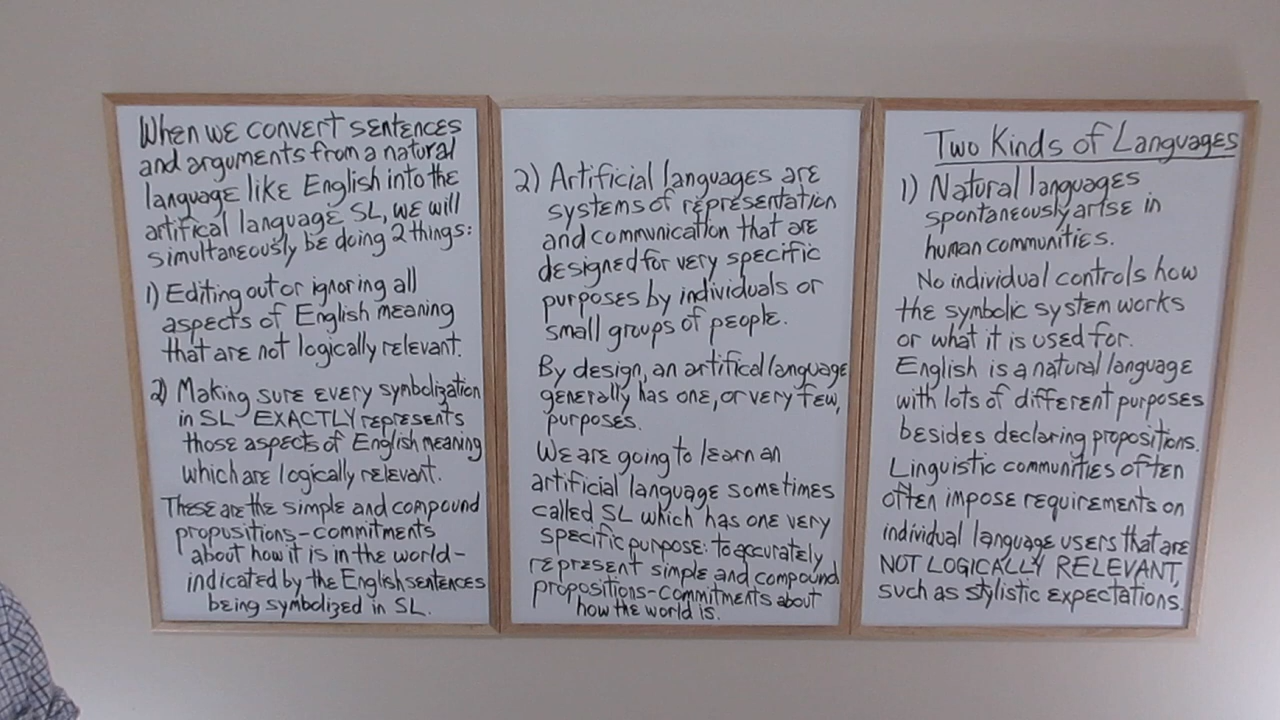 Two Kinds of Languages
1) Natural languages
spontaneously arise in
human communities.
No individual controls how
the symbolic system works
or what it is used for.
English is a natural language
with lots of different purposes
besides declaring propositions.
Linguistic communities often
often impose requirements on
individual language users that are
NOT LOGICALLY RELEVANT,
such as stylistic expectations.
2) Artificial languages are
systems of representation
and communication that are
designed for very specific
purposes by individuals or
small groups of people.
By design, an artifical language
generally has one, or very few,
purposes.
We are going to learn an
artificial language sometimes
called SL which has one very
specific purpose: to accurately
represent simple and compound
propositions-commitments about
how the world is.
When we convert sentences
and arguments from a natural
language like English into the
artifical language SL, we will
simultaneously be doing 2 things:
1) Editing out or ignoring all
aspects of English meaning
that are not logically relevant.
2) Making sure every symbolization
in SL EXACTLY represents
those aspects of English meaning
which are logically relevant.
These are the simple and compound
propositions-commitments
about how it is in the world-
indicated by the English sentences
being symbolized in SL.